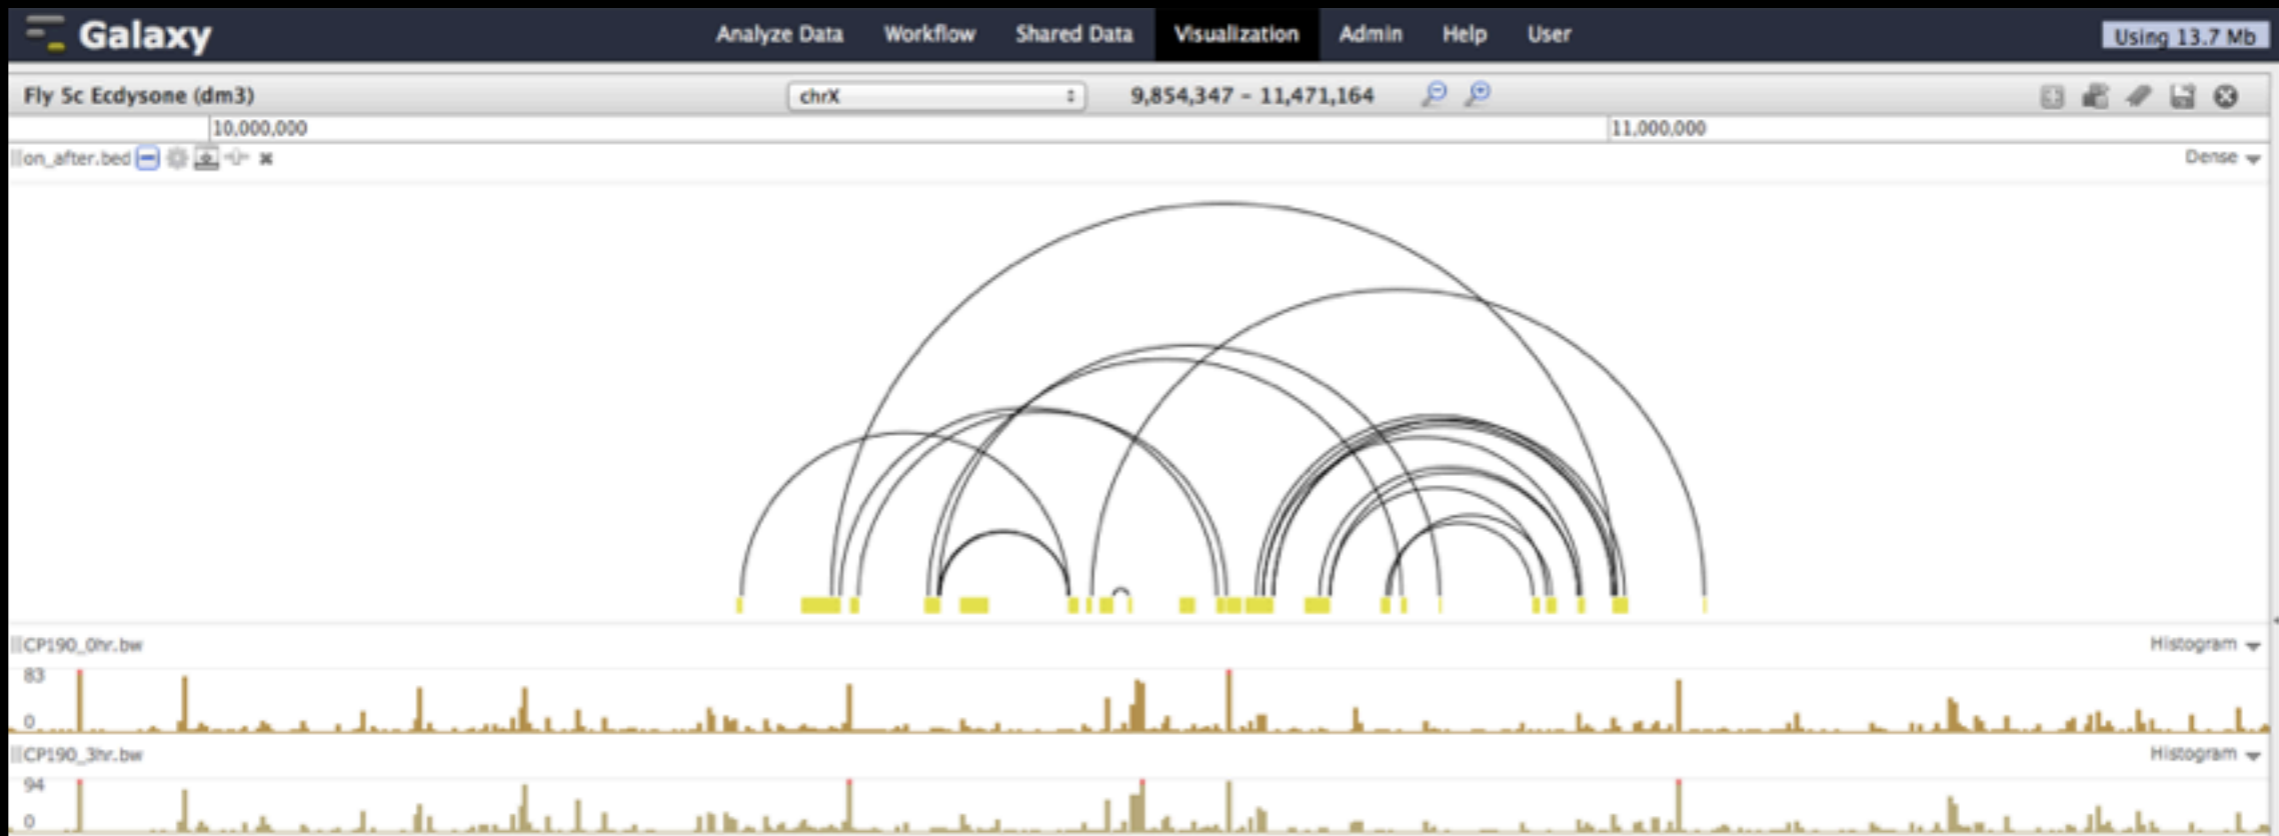 Galaxy Analyze Data Workflow Shared Data Visualization Admin Help User Using 13.7 Mb
Fly 5c Ecdysone (dm3) chrX 9,854,347 - 11,471,164
10,000,000 11,000,000
on_after.bed Dense
CP190_0hr.bw Histogram
83
0
CP190_3hr.bw Histogram
94
0